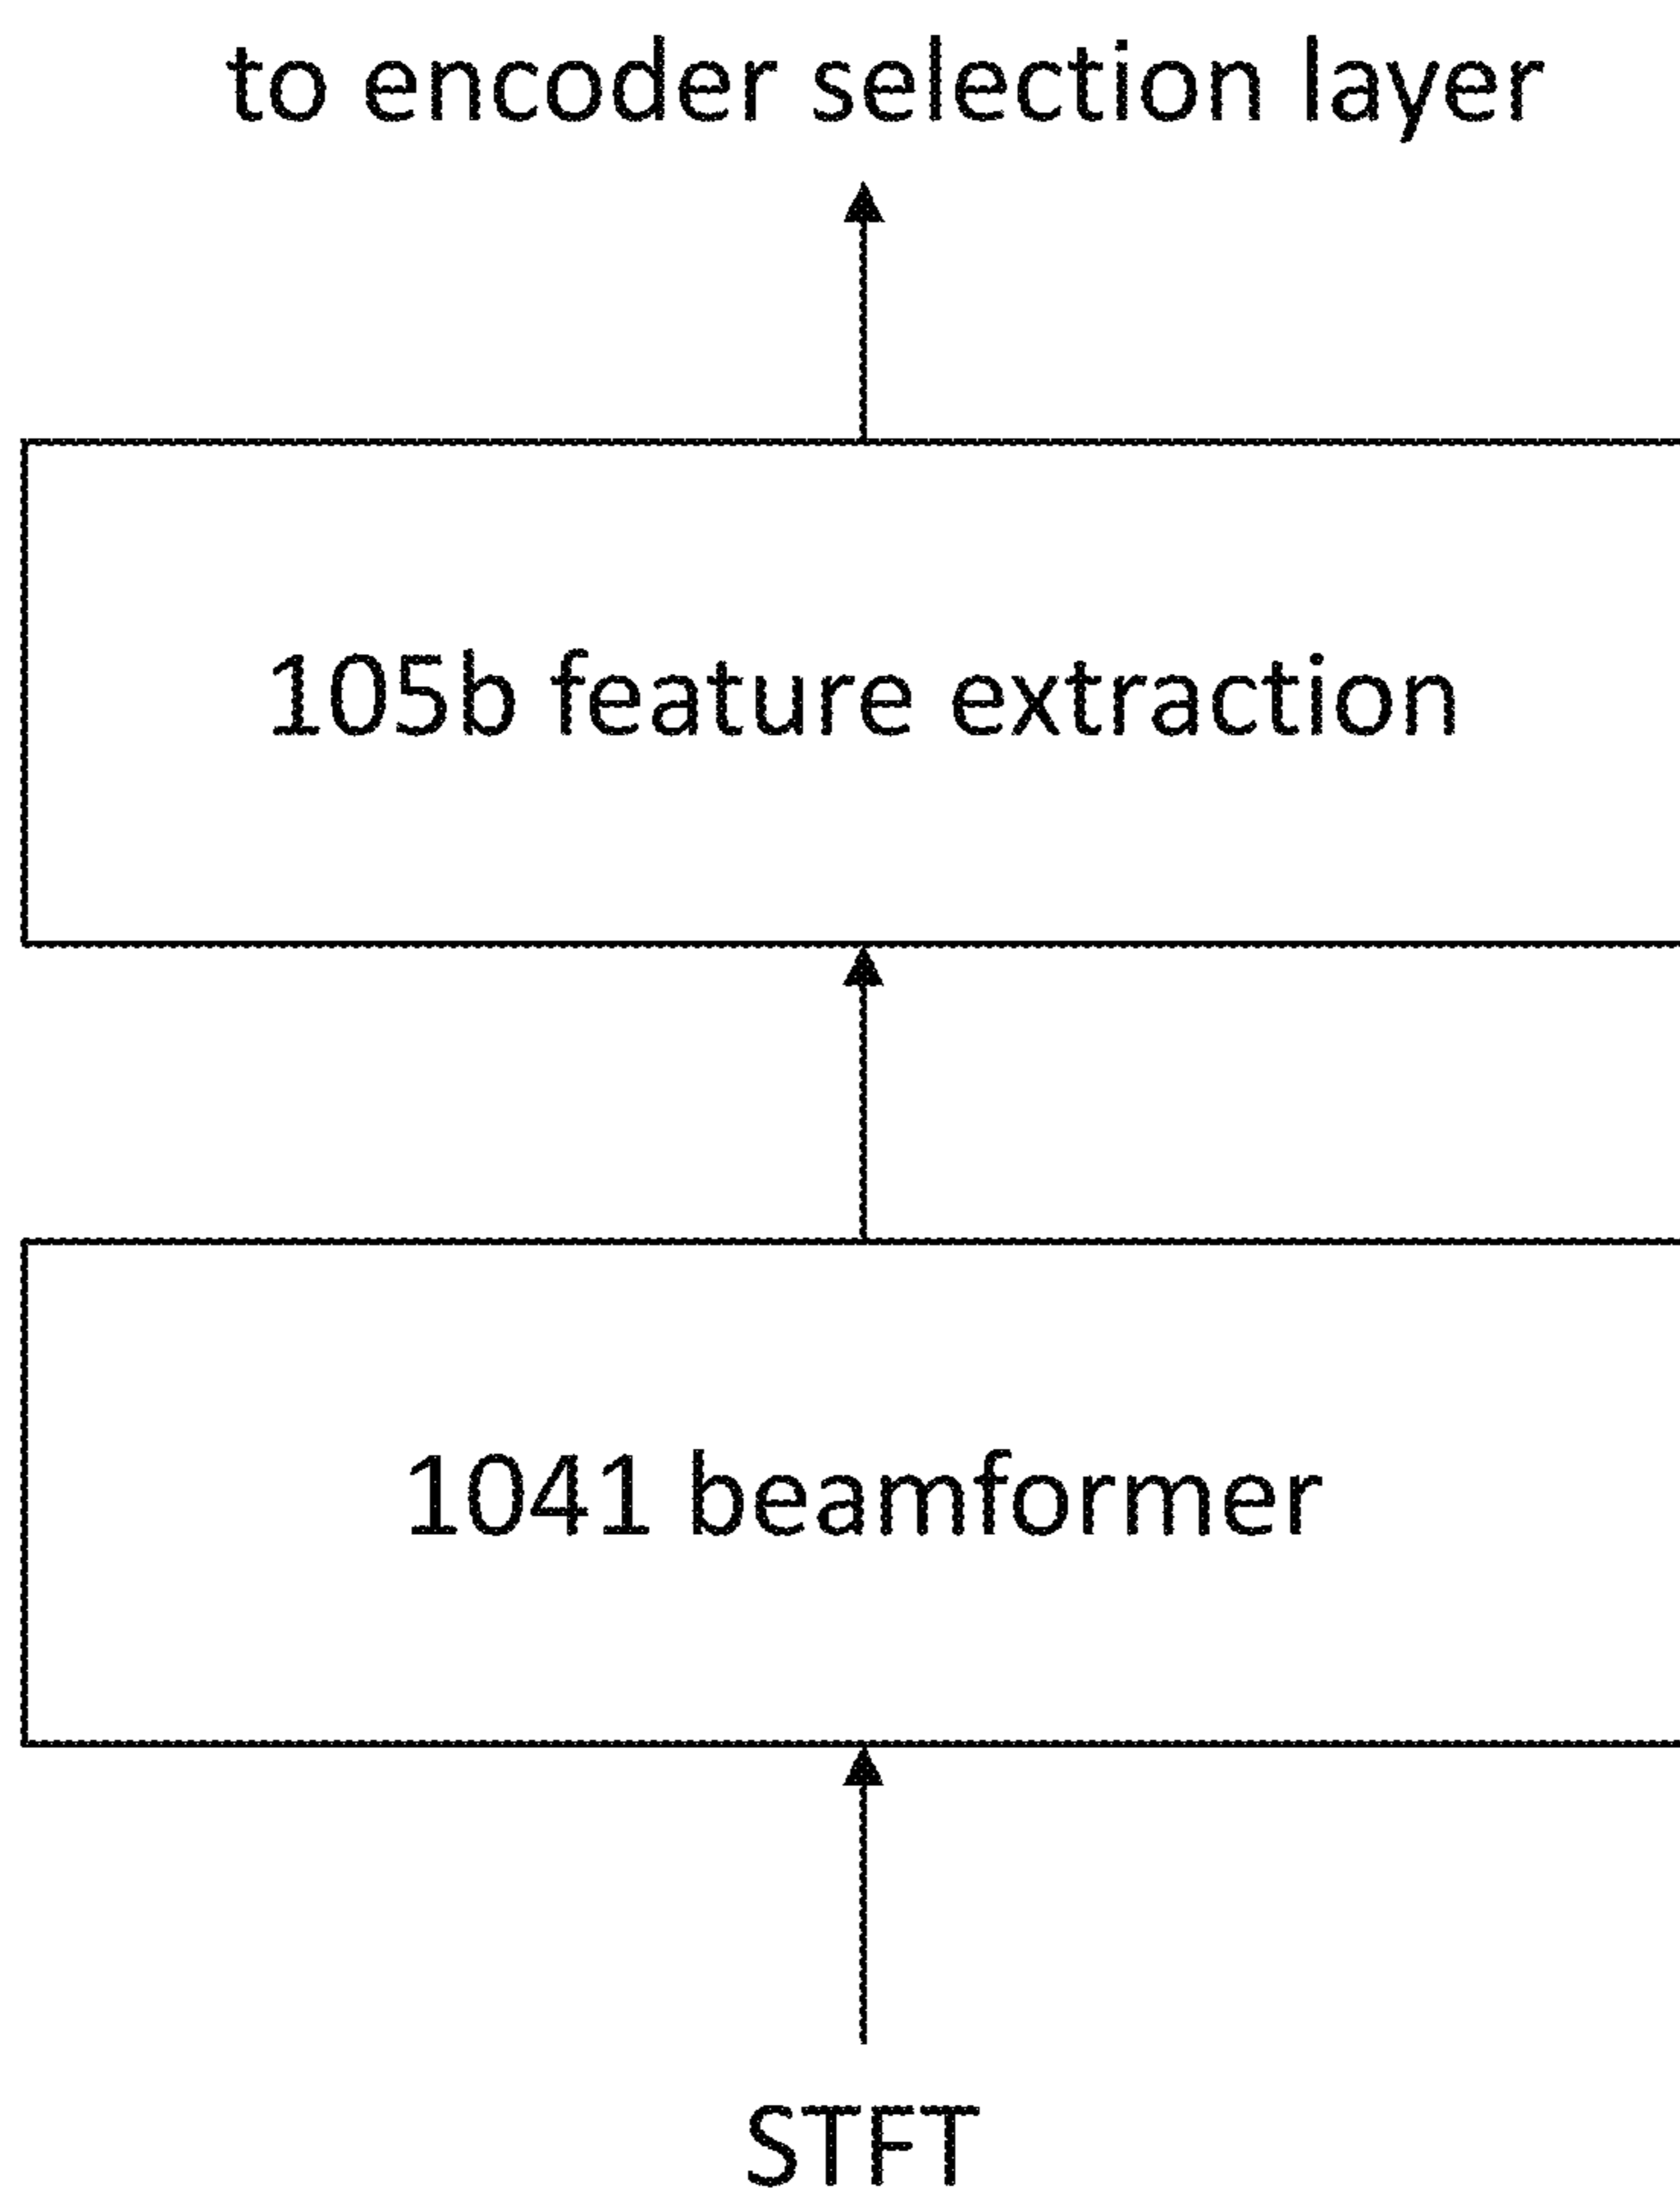 to encoder selection layer
105b feature extraction
1041 beamformer
STFT